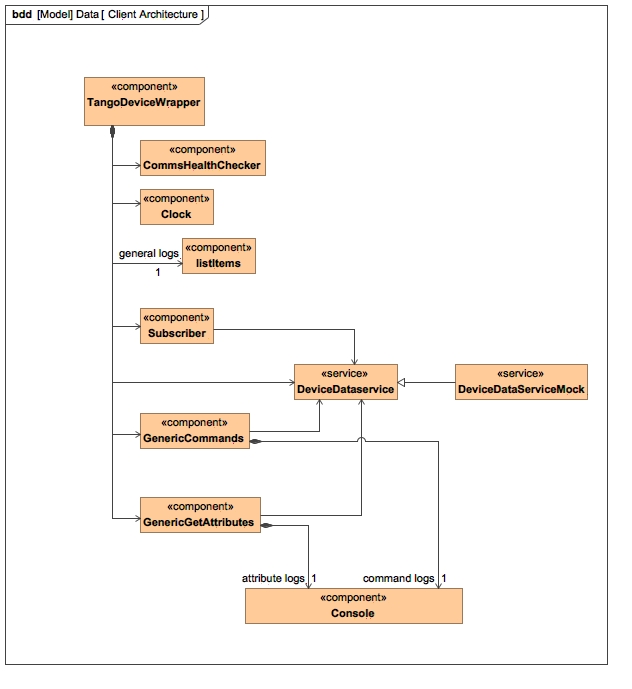 bdd [Model] Data [ Client Architecture ]
«component»
TangoDeviceWrapper
«component»
CommsHealthChecker
«component»
Clock
general logs
1
«component»
listItems
«component»
Subscriber
«service»
DeviceDataservice
«service»
DeviceDataServiceMock
«component»
GenericCommands
«component»
GenericGetAttributes
attribute logs 1
command logs 1
«component»
Console